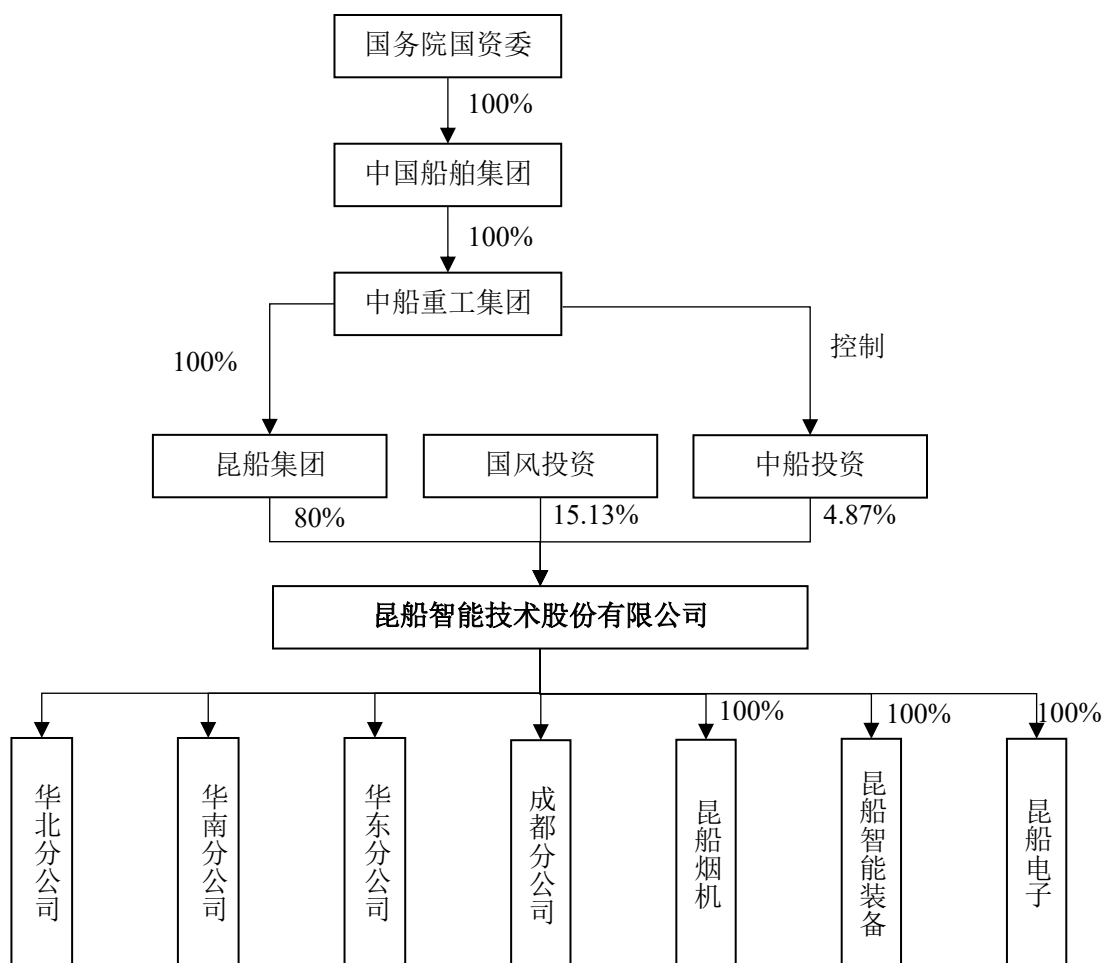 国务院国资委
100%
中国船舶集团
100%
中船重工集团
100%
控制
昆船集团
国风投资
中船投资
80%
15.13%
4.87%
昆船智能技术股份有限公司
100%
100%
100%
华北分公司
华南分公司
华东分公司
成都分公司
昆船烟机
昆船智能装备
昆船电子